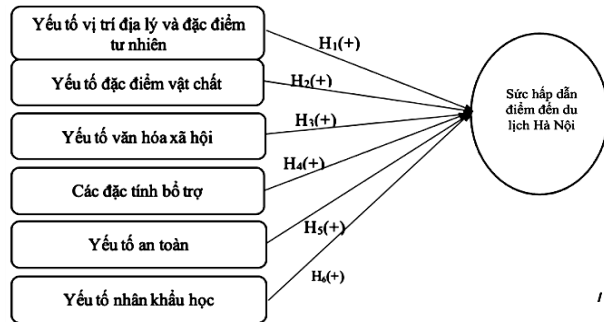 Yếu tố vị trí địa lý và đặc điểm
tư nhiên
H₁(+)
Yếu tố đặc điểm vật chất
H₂(+)
Yếu tố văn hóa xã hội
H₃(+)
Các đặc tính bổ trợ
H₄(+)
Yếu tố an toàn
H₅(+)
Yếu tố nhân khẩu học
H₆(+)
Sức hấp dẫn
điểm đến du
lịch Hà Nội